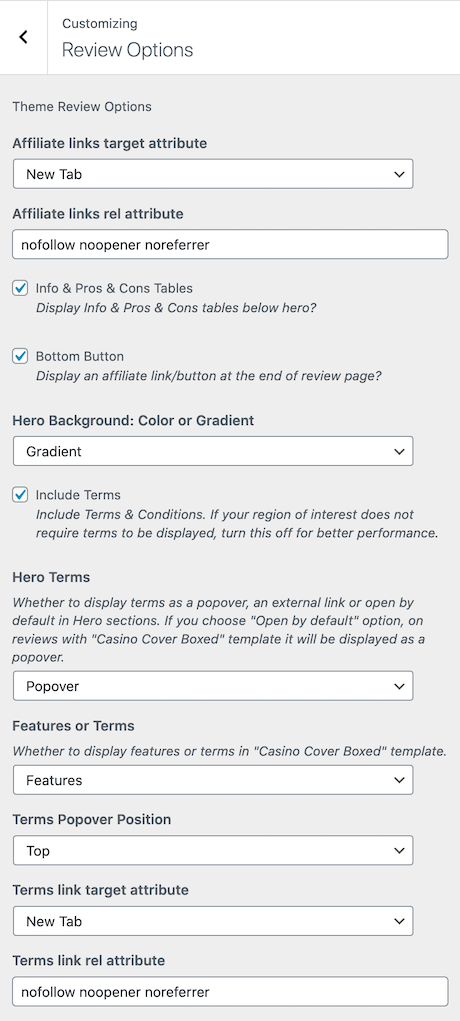 Customizing
Review Options
Theme Review Options
Affiliate links target attribute
New Tab
Affiliate links rel attribute
nofollow noopener noreferrer
Info & Pros & Cons Tables
Display Info & Pros & Cons tables below hero?
Bottom Button
Display an affiliate link/button at the end of review page?
Hero Background: Color or Gradient
Gradient
Include Terms
Include Terms & Conditions. If your region of interest does not
require terms to be displayed, turn this off for better performance.
Hero Terms
Whether to display terms as a popover, an external link or open by
default in Hero sections. If you choose "Open by default" option, on
reviews with "Casino Cover Boxed" template it will be displayed as a
popover.
Popover
Features or Terms
Whether to display features or terms in "Casino Cover Boxed" template.
Features
Terms Popover Position
Top
Terms link target attribute
New Tab
Terms link rel attribute
nofollow noopener noreferrer